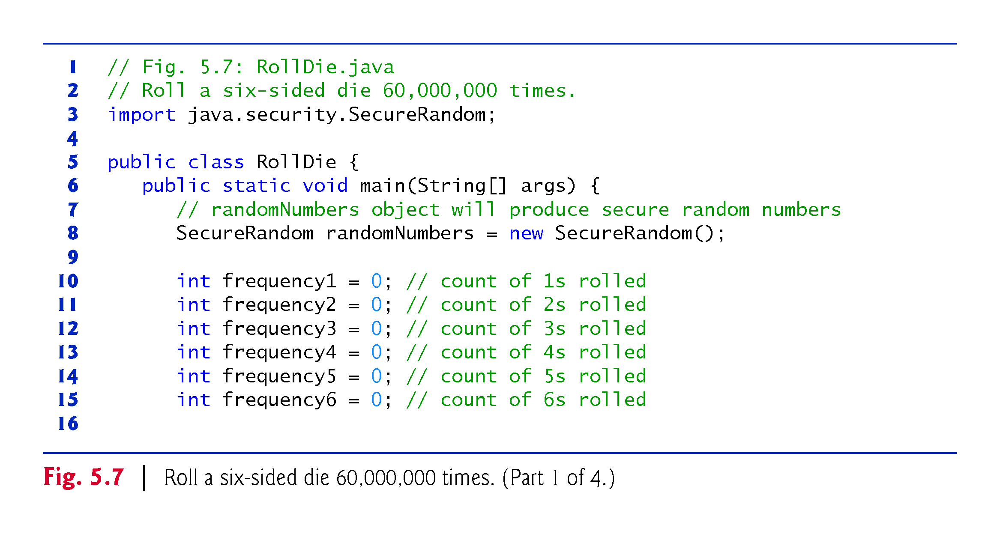 1 // Fig. 5.7: RollDie.java
2 // Roll a six-sided die 60,000,000 times.
3 import java.security.SecureRandom;
4
5 public class RollDie {
6    public static void main(String[] args) {
7       // randomNumbers object will produce secure random numbers
8       SecureRandom randomNumbers = new SecureRandom();
9
10       int frequency1 = 0; // count of 1s rolled
11       int frequency2 = 0; // count of 2s rolled
12       int frequency3 = 0; // count of 3s rolled
13       int frequency4 = 0; // count of 4s rolled
14       int frequency5 = 0; // count of 5s rolled
15       int frequency6 = 0; // count of 6s rolled
16
Fig. 5.7 | Roll a six-sided die 60,000,000 times. (Part 1 of 4.)